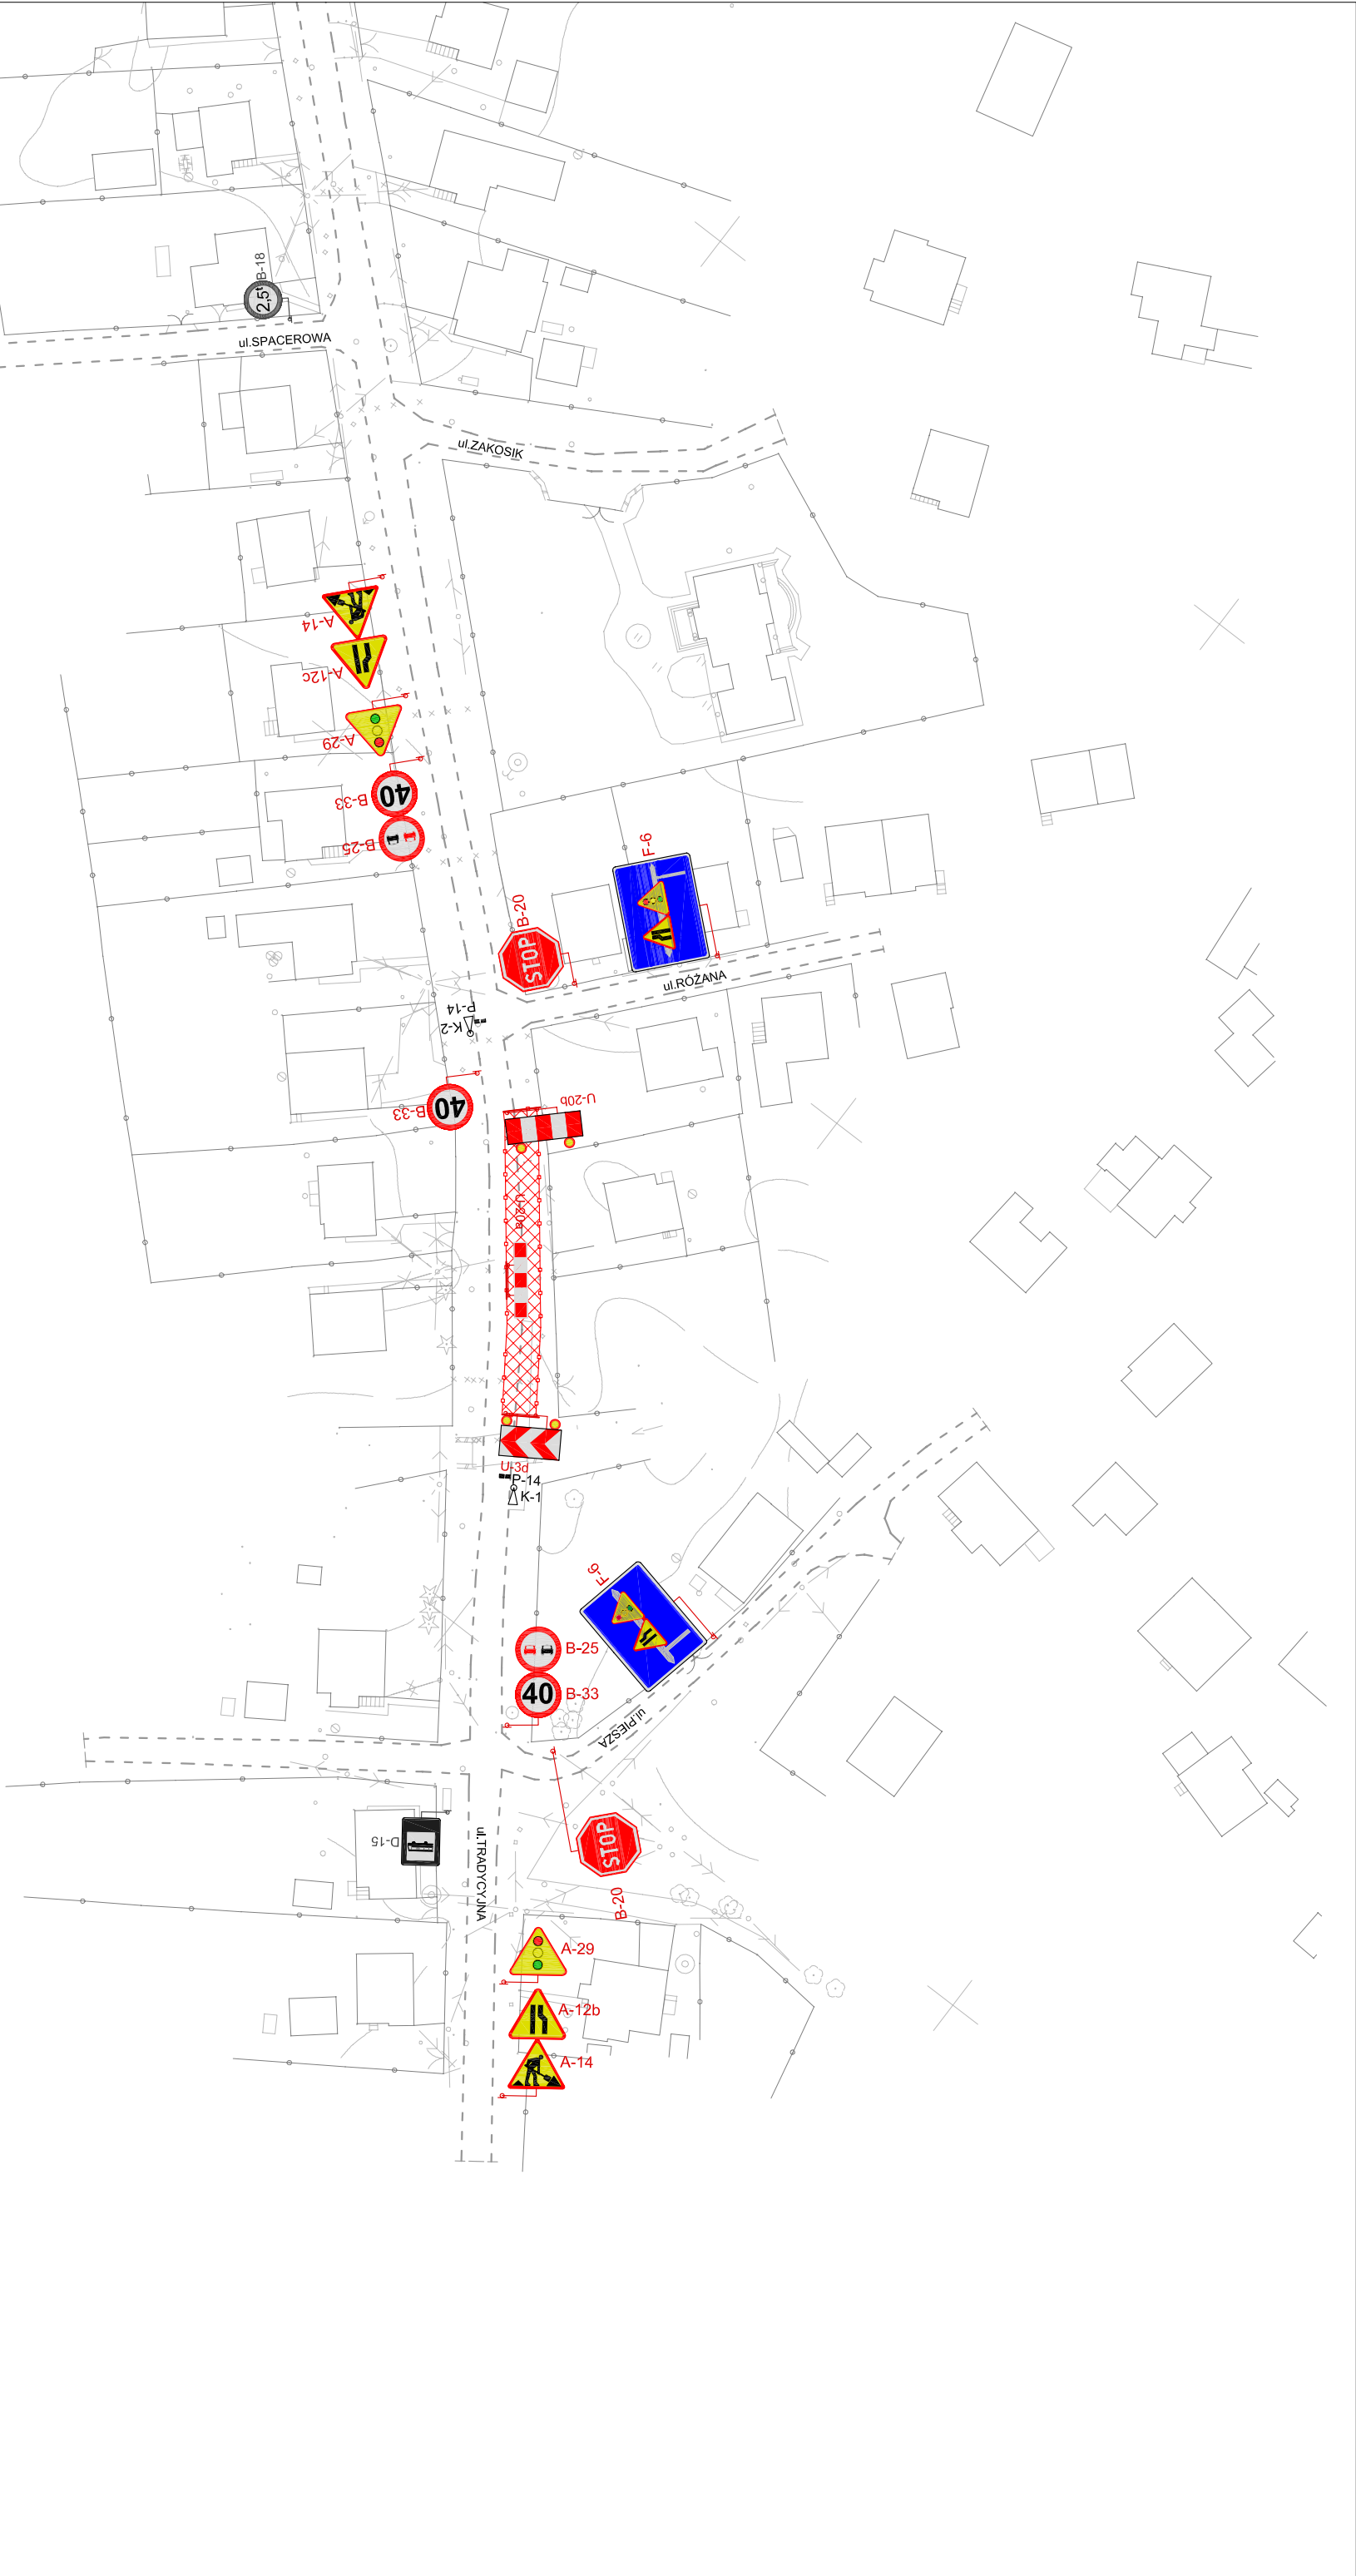 B-18
2,5t
ul.SPACEROWA
ul.ZAKOSIK
A-14
A-12c
A-29
40
B-33
B-25
F-6
B-20
STOP
ul.RÓŻANA
P-14
K-2
40
B-33
U-20b
U-20a
U-3d
P-14
K-1
F-6
B-25
40
B-33
ul.PIESZA
D-15
ul.TRADYCYJNA
STOP
B-20
A-29
A-12b
A-14